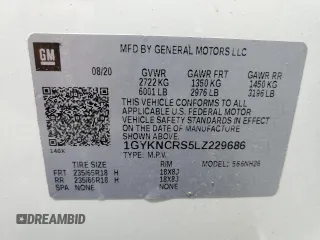 GM
MFD BY GENERAL MOTORS LLC
08/20 GVWR GAWR FRT GAWR RR
2722 KG 1350 KG 1450 KG
6001 LB 2976 LB 3196 LB
THIS VEHICLE CONFORMS TO ALL APPLICABLE
U.S. FEDERAL MOTOR VEHICLE SAFETY
STANDARDS IN EFFECT ON THE DATE OF
MANUFACTURE SHOWN ABOVE.
1GYKNCRS5LZ229686
TYPE: M.P.V. MODEL:
TIRE SIZE RIM
FRT 235/65R18 H 18X8J
RR 235/65R18 H 18X8J
SPA NONE NONE
DREAMBID